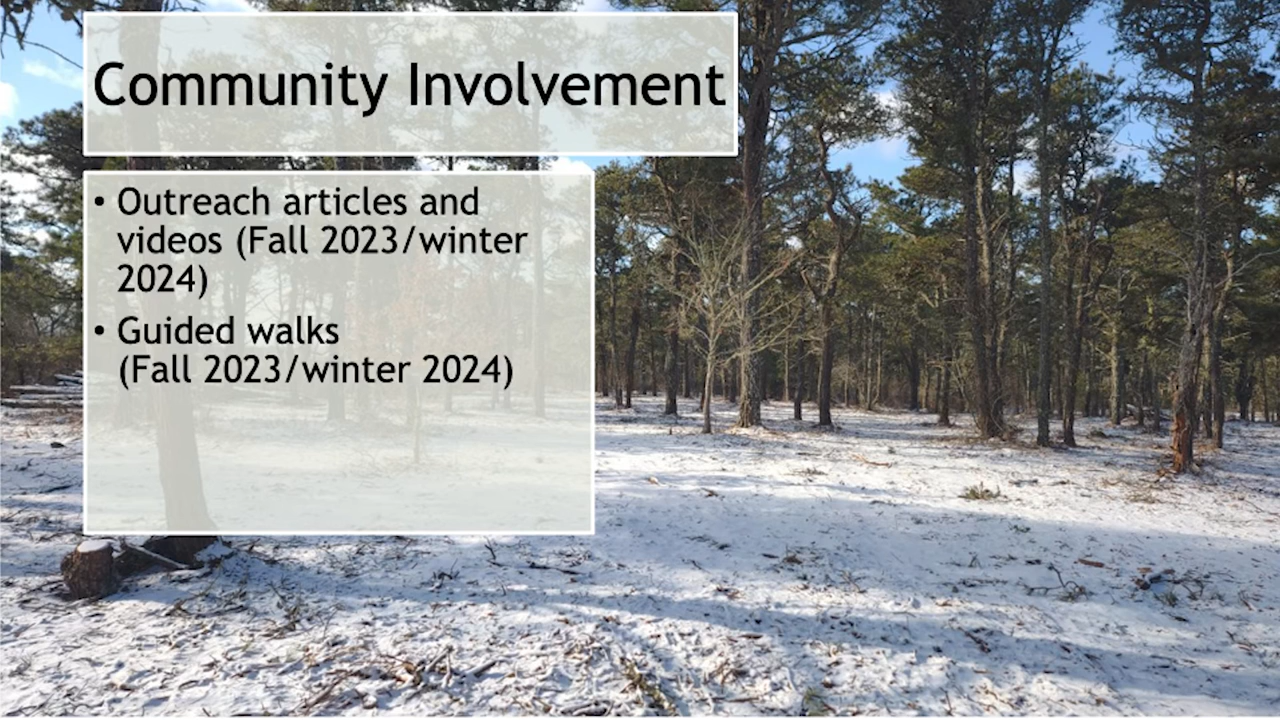 Community Involvement
• Outreach articles and
videos (Fall 2023/winter
2024)
• Guided walks
(Fall 2023/winter 2024)